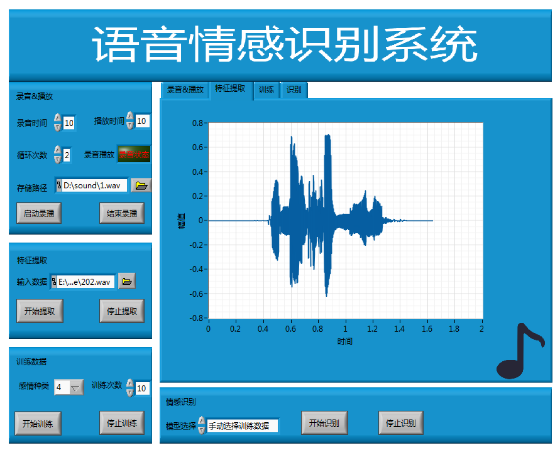 语音情感识别系统
录音&播放
录音时间 10 播放时间 10
循环次数 2 录音播放
存储路径 D:\sound\1.wav
启动录播 结束录播
特征提取
输入数据 E:\...e\202.wav
开始提取 停止提取
训练数据
感情种类 4 训练次数 10
开始训练 停止训练
录音&播放 特征提取 训练 识别
0.8
0.6
0.4
0.2
0
-0.2
-0.4
-0.6
-0.8
0 0.2 0.4 0.6 0.8 1 1.2 1.4 1.6 1.8 2
时间
情感识别
模型选择 手动选择训练数据 开始识别 停止识别